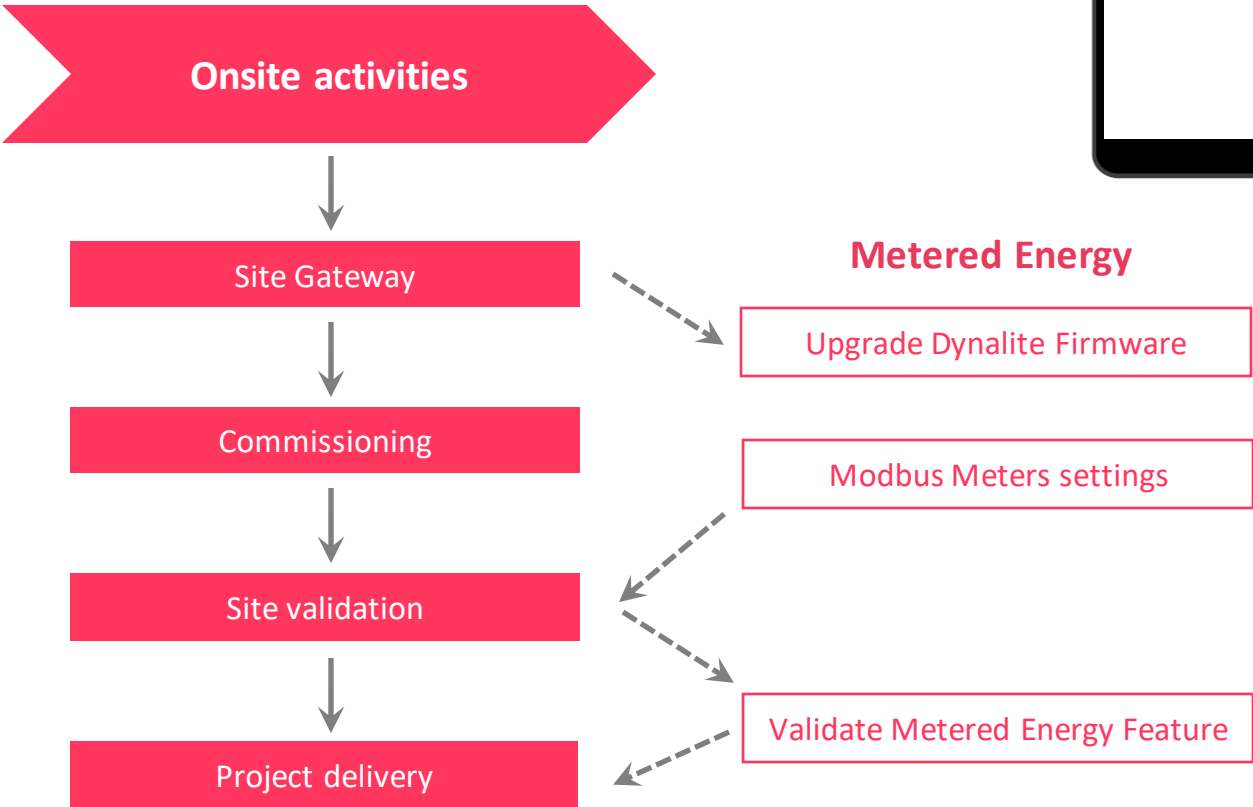 Onsite activities
Site Gateway
Metered Energy
Upgrade Dynalite Firmware
Commissioning
Modbus Meters settings
Site validation
Validate Metered Energy Feature
Project delivery